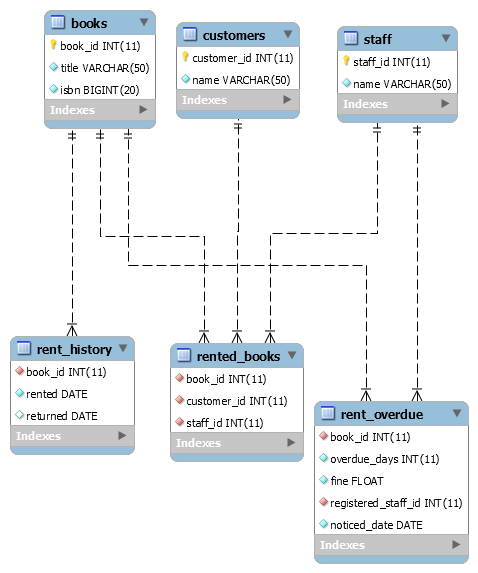 books
book_id INT(11)
title VARCHAR(50)
isbn BIGINT(20)
Indexes
customers
customer_id INT(11)
name VARCHAR(50)
Indexes
staff
staff_id INT(11)
name VARCHAR(50)
Indexes
rent_history
book_id INT(11)
rented DATE
returned DATE
Indexes
rented_books
book_id INT(11)
customer_id INT(11)
staff_id INT(11)
Indexes
rent_overdue
book_id INT(11)
overdue_days INT(11)
fine FLOAT
registered_staff_id INT(11)
noticed_date DATE
Indexes